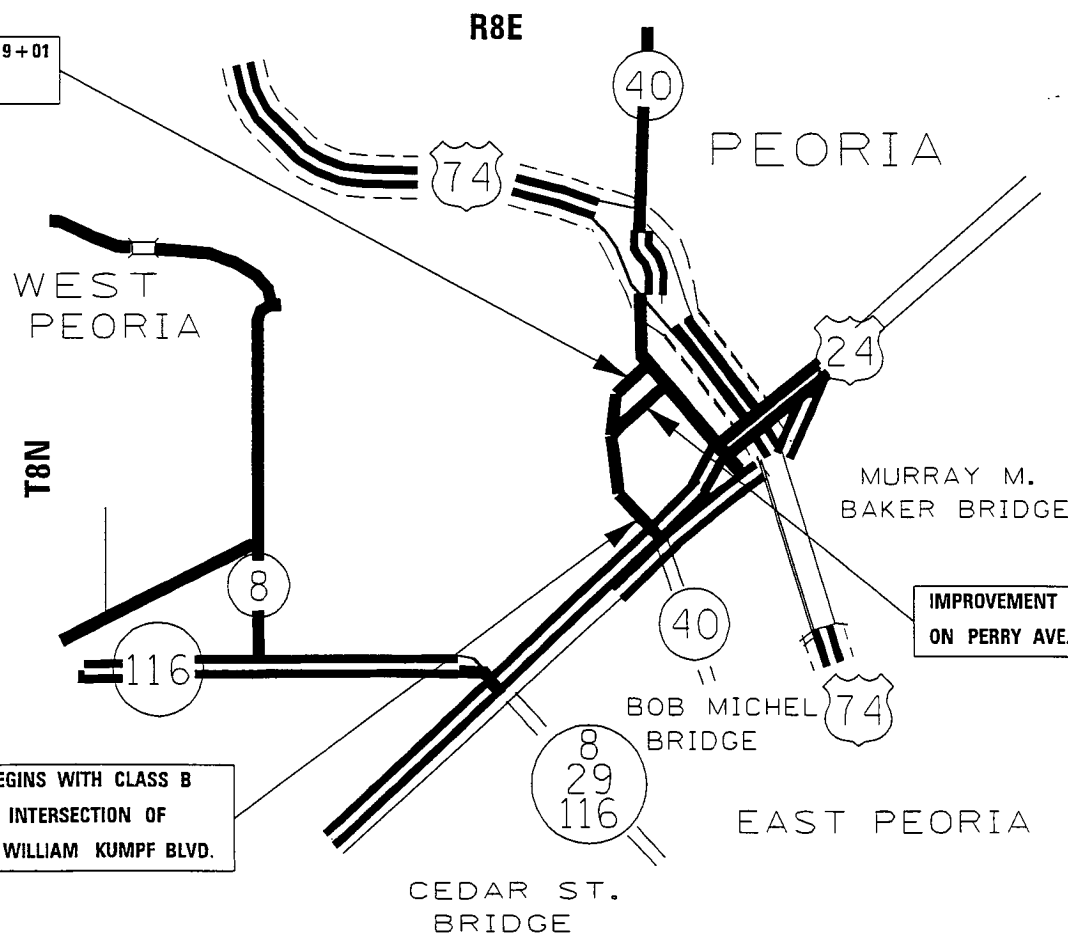 R8E
9+01
40
PEORIA
74
WEST
PEORIA
24
T8N
MURRAY M.
BAKER BRIDGE
8
IMPROVEMENT
ON PERRY AVE.
40
116
BOB MICHEL
BRIDGE
74
8
29
116
EGINS WITH CLASS B
INTERSECTION OF
WILLIAM KUMPF BLVD.
EAST PEORIA
CEDAR ST.
BRIDGE